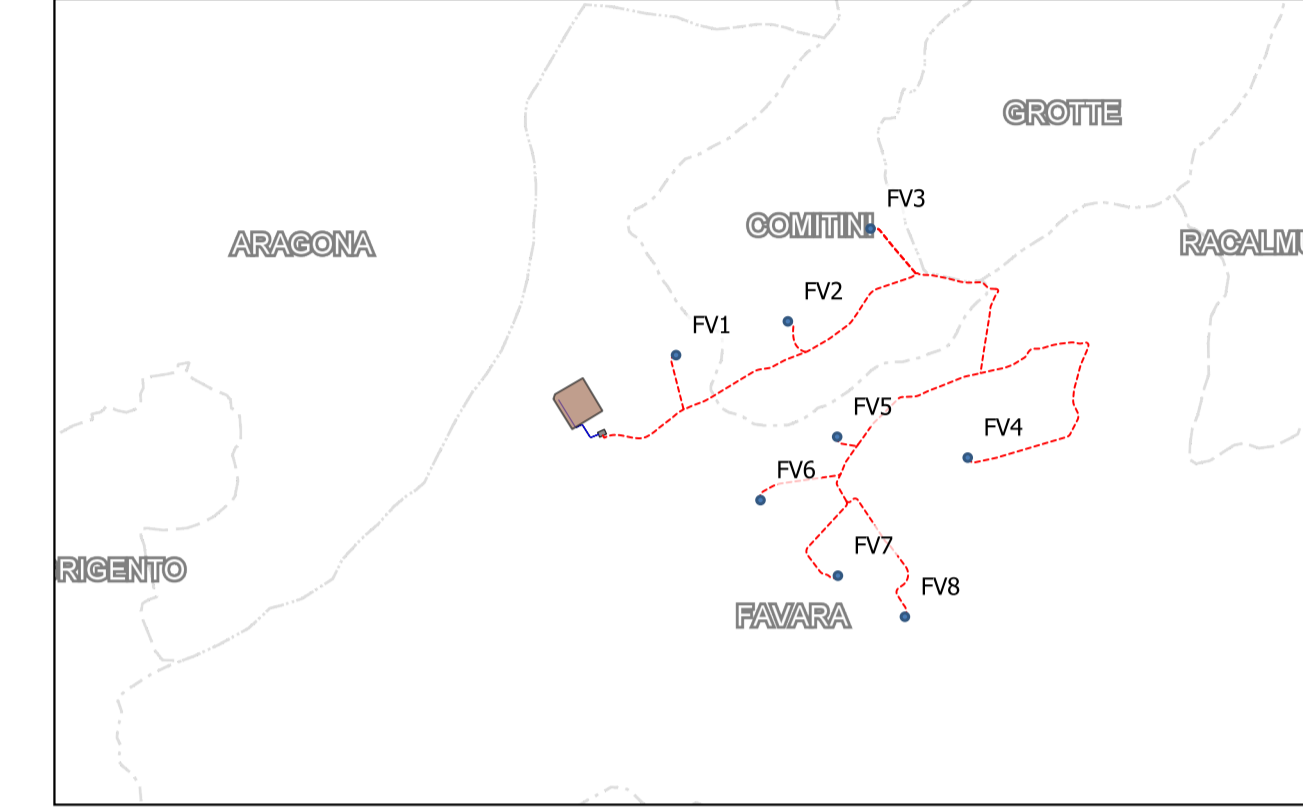 GROTTE
FV3
COMITINI
ARAGONA
RACALMU
FV2
FV1
FV5
FV4
FV6
FV7
RIGENTO
FV8
FAVARA